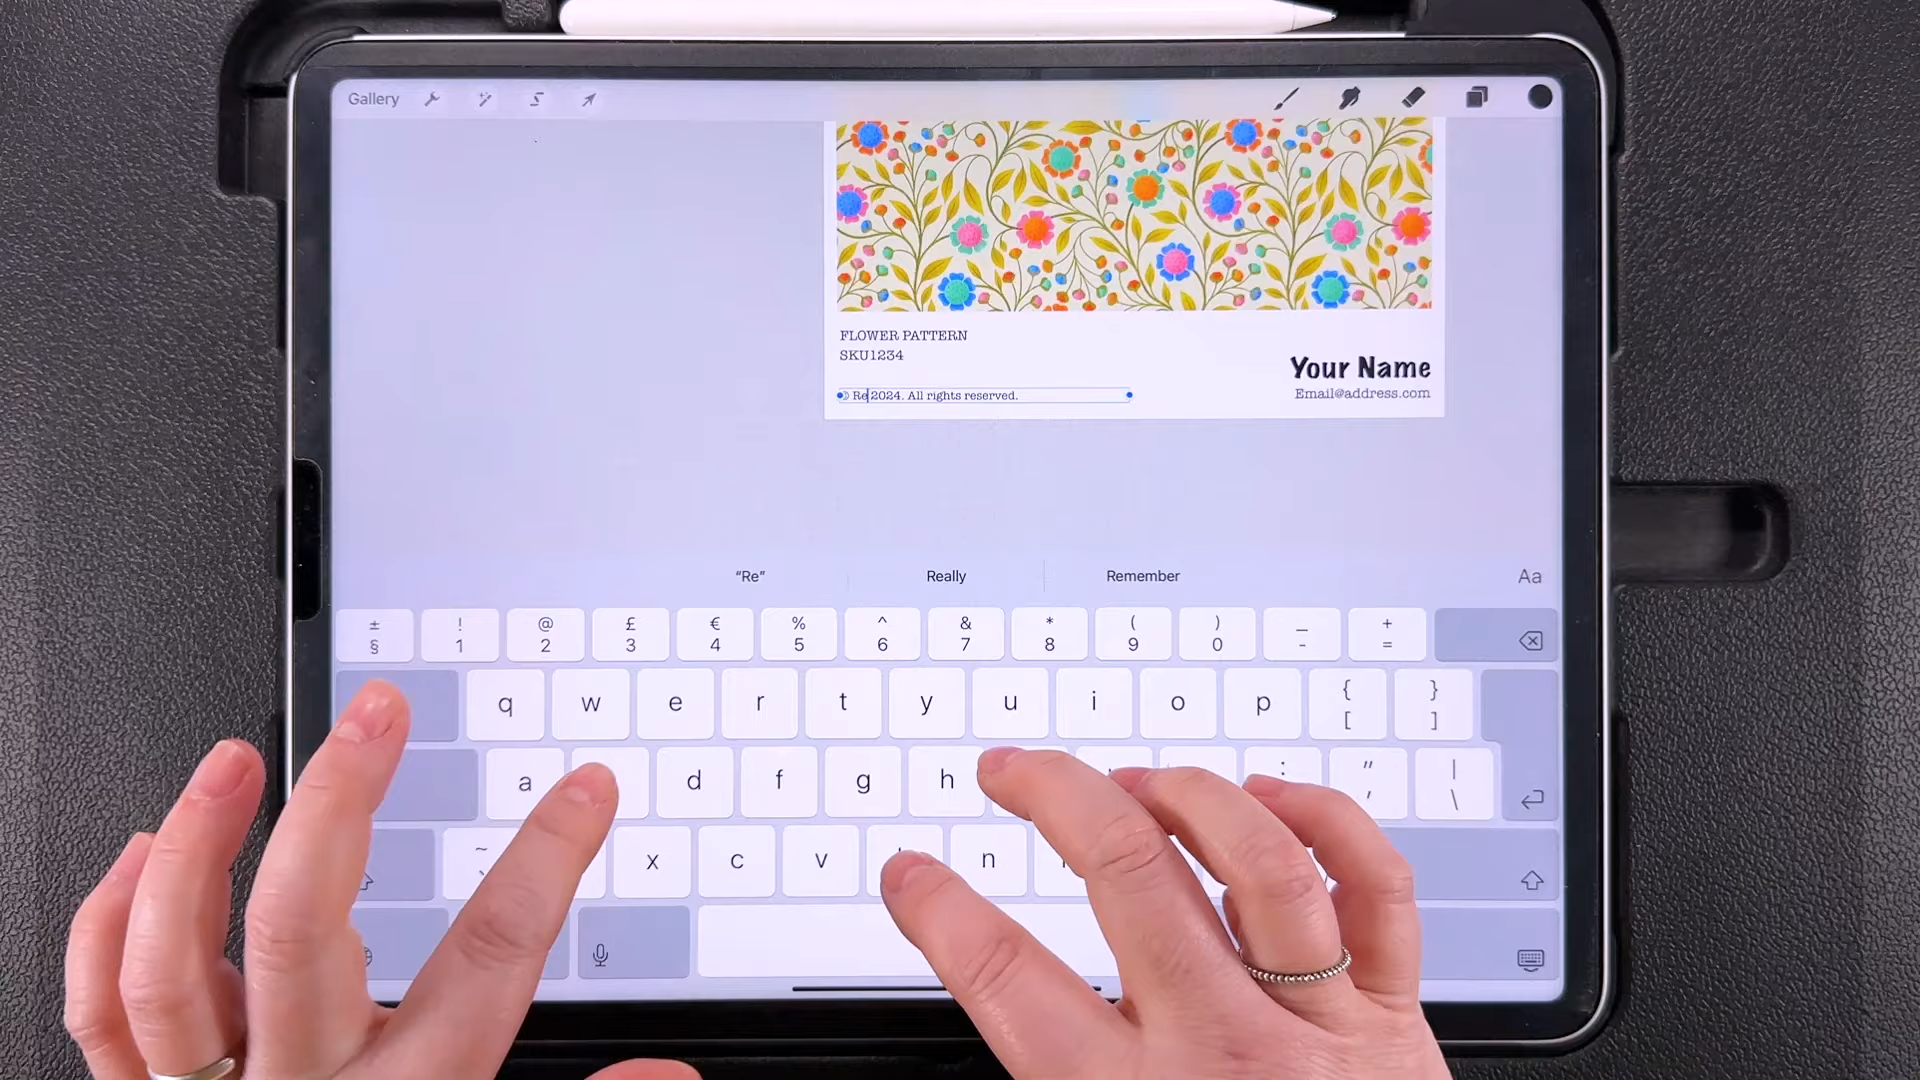 Gallery
FLOWER PATTERN
SKU1234
Your Name
Email@address.com
© Re 2024. All rights reserved.
“Re” Really Remember Aa
± ! @ £ € % ^ & * ( ) _ +
§ 1 2 3 4 5 6 7 8 9 0 - =
q w e r t y u i o p { [ } ]
a d f g h : " ' | \
~ x c v n